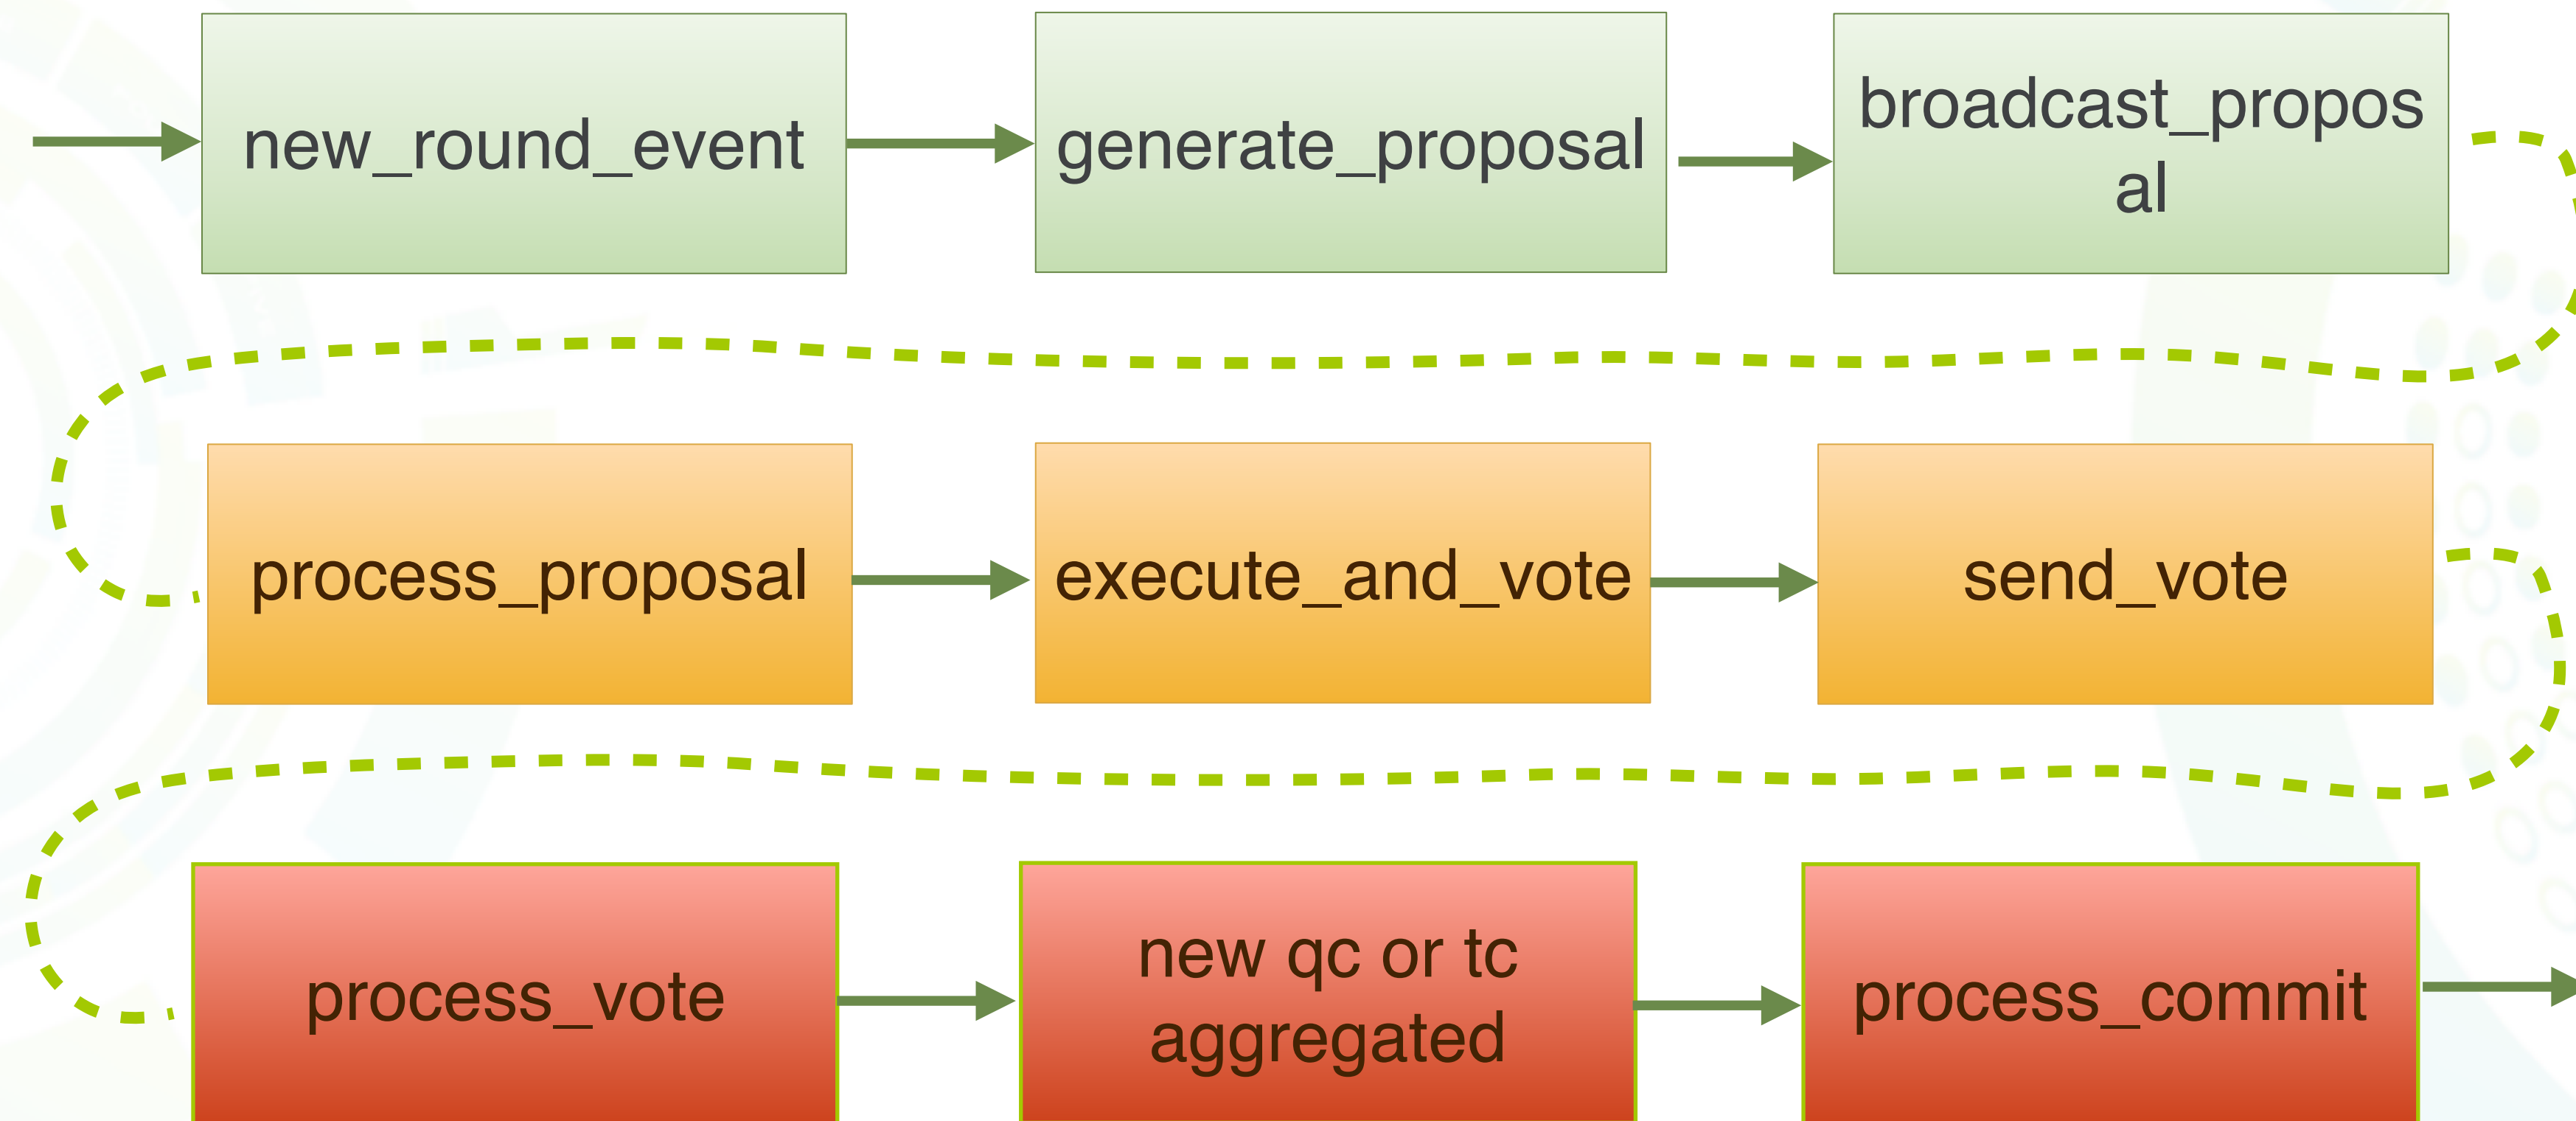 new_round_event
generate_proposal
broadcast_propos
al
process_proposal
execute_and_vote
send_vote
process_vote
new qc or tc
aggregated
process_commit